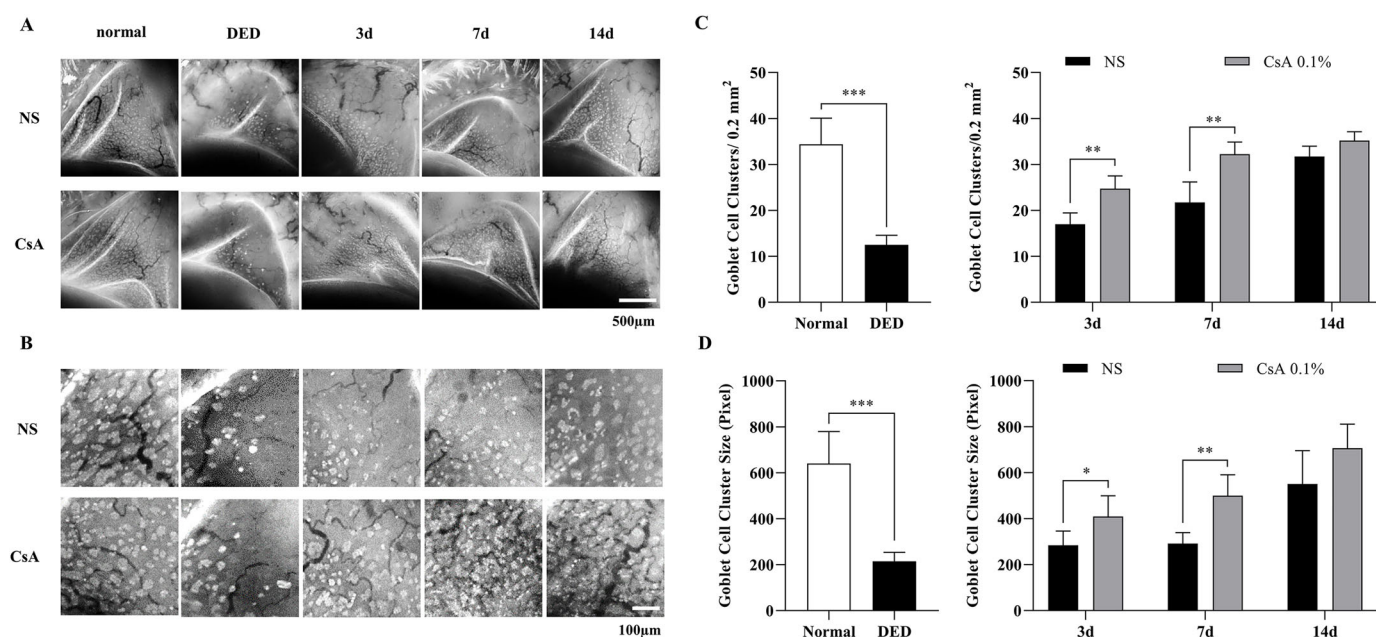 A
normal DED 3d 7d 14d
NS
CsA
500μm
B
NS
CsA
100μm
C
Goblet Cell Clusters/ 0.2 mm²
50
40
30
20
10
0
***
Normal DED
NS CsA 0.1%
Goblet Cell Clusters/0.2 mm²
50
40
30
20
10
0
** **
3d 7d 14d
D
Goblet Cell Cluster Size (Pixel)
1000
800
600
400
200
0
***
Normal DED
NS CsA 0.1%
Goblet Cell Cluster Size (Pixel)
1000
800
600
400
200
0
* **
3d 7d 14d